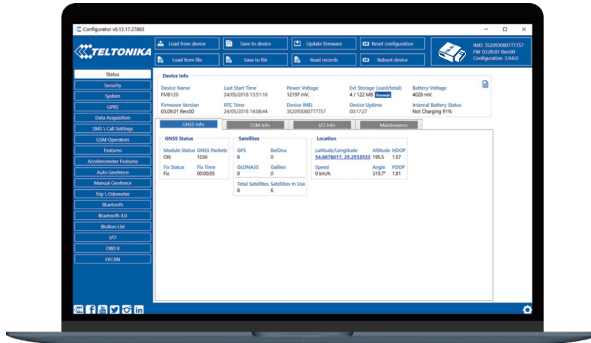 Configurator v0.13.17.27883
TELTONIKA
Load from device
Save to device
Update firmware
Reset configuration
Load from file
Save to file
Read records
Reboot device
IMEI: 352093080777757
FW: 03.09.01 Rev:00
Configuration 3.9.0.0
Status
Security
System
GPRS
Data Acquisition
SMS \ Call Settings
GSM Operators
Features
Accelerometer Features
Auto Geofence
Manual Geofence
Trip \ Odometer
Bluetooth
Bluetooth 4.0
iButton List
I/O
OBD II
LVCAN
Device Info
Device Name Last Start Time Power Voltage Ext Storage (used/total) Battery Voltage
FMB120 24/05/2018 13:51:16 12197 mV. 4 / 122 MB Format 4028 mV.
Firmware Version RTC Time Device IMEI Device Uptime Internal Battery Status
03.09.01 Rev:00 24/05/2018 14:08:44 352093080777757 00:17:27 Not Charging 91%
GNSS Info GSM Info I/O Info Maintenance
GNSS Status
Module Status GNSS Packets
ON 1036
Fix Status Fix Time
Fix 00:00:05
Satellites
GPS BeiDou
8 0
GLONASS Galileo
0 0
Total Satellites Satellites In Use
8 6
Location
Latitude/Longitude Altitude HDOP
54.6676017, 25.2553533 195.5 1.57
Speed Angle PDOP
0 km/h 319.7° 1.81